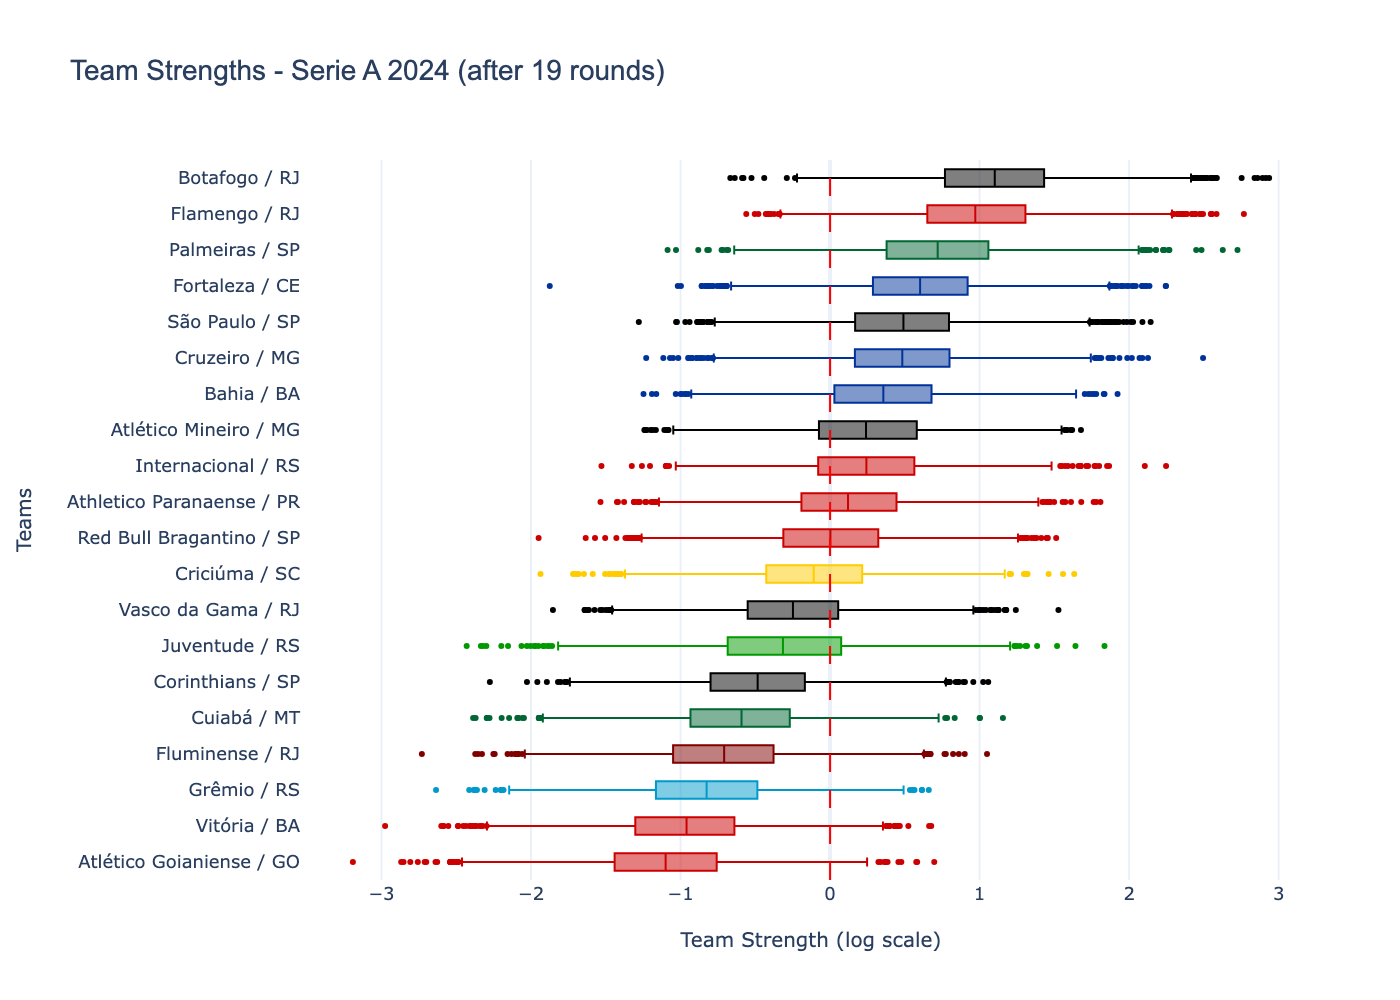 Team Strengths - Serie A 2024 (after 19 rounds)
Botafogo / RJ
Flamengo / RJ
Palmeiras / SP
Fortaleza / CE
São Paulo / SP
Cruzeiro / MG
Bahia / BA
Atlético Mineiro / MG
Internacional / RS
Athletico Paranaense / PR
Red Bull Bragantino / SP
Criciúma / SC
Vasco da Gama / RJ
Juventude / RS
Corinthians / SP
Cuiabá / MT
Fluminense / RJ
Grêmio / RS
Vitória / BA
Atlético Goianiense / GO
Teams
−3 −2 −1 0 1 2 3
Team Strength (log scale)